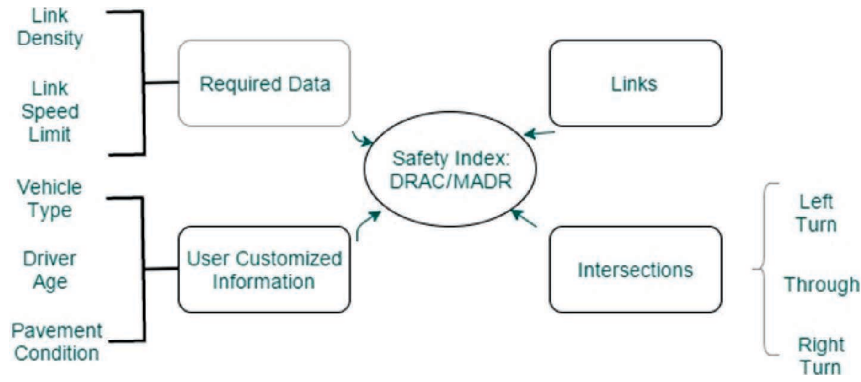 Link
Density
Link
Speed
Limit
Required Data
Links
Safety Index:
DRAC/MADR
Vehicle
Type
Driver
Age
Pavement
Condition
User Customized
Information
Intersections
Left
Turn
Through
Right
Turn